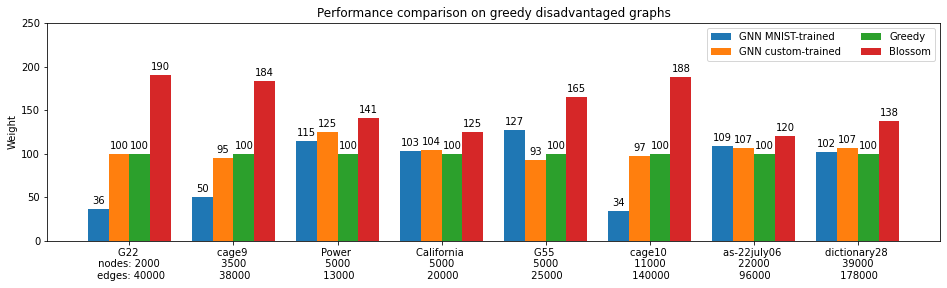 Performance comparison on greedy disadvantaged graphs
GNN MNIST-trained
GNN custom-trained
Greedy
Blossom
Weight
250
200
150
100
50
0
36 100 100 190
50 95 100 184
115 125 100 141
103 104 100 125
127 93 100 165
34 97 100 188
109 107 100 120
102 107 100 138
G22 cage9 Power California G55 cage10 as-22july06 dictionary28
nodes: 2000 3500 5000 5000 5000 11000 22000 39000
edges: 40000 38000 13000 20000 25000 140000 96000 178000